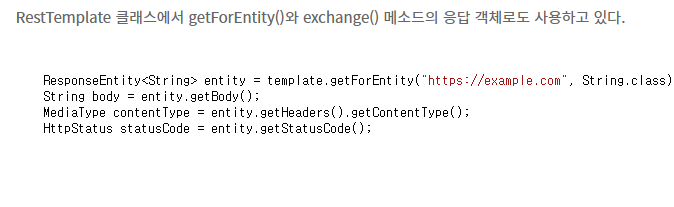 RestTemplate 클래스에서 getForEntity()와 exchange() 메소드의 응답 객체로도 사용하고 있다.
ResponseEntity<String> entity = template.getForEntity("https://example.com", String.class)
String body = entity.getBody();
MediaType contentType = entity.getHeaders().getContentType();
HttpStatus statusCode = entity.getStatusCode();